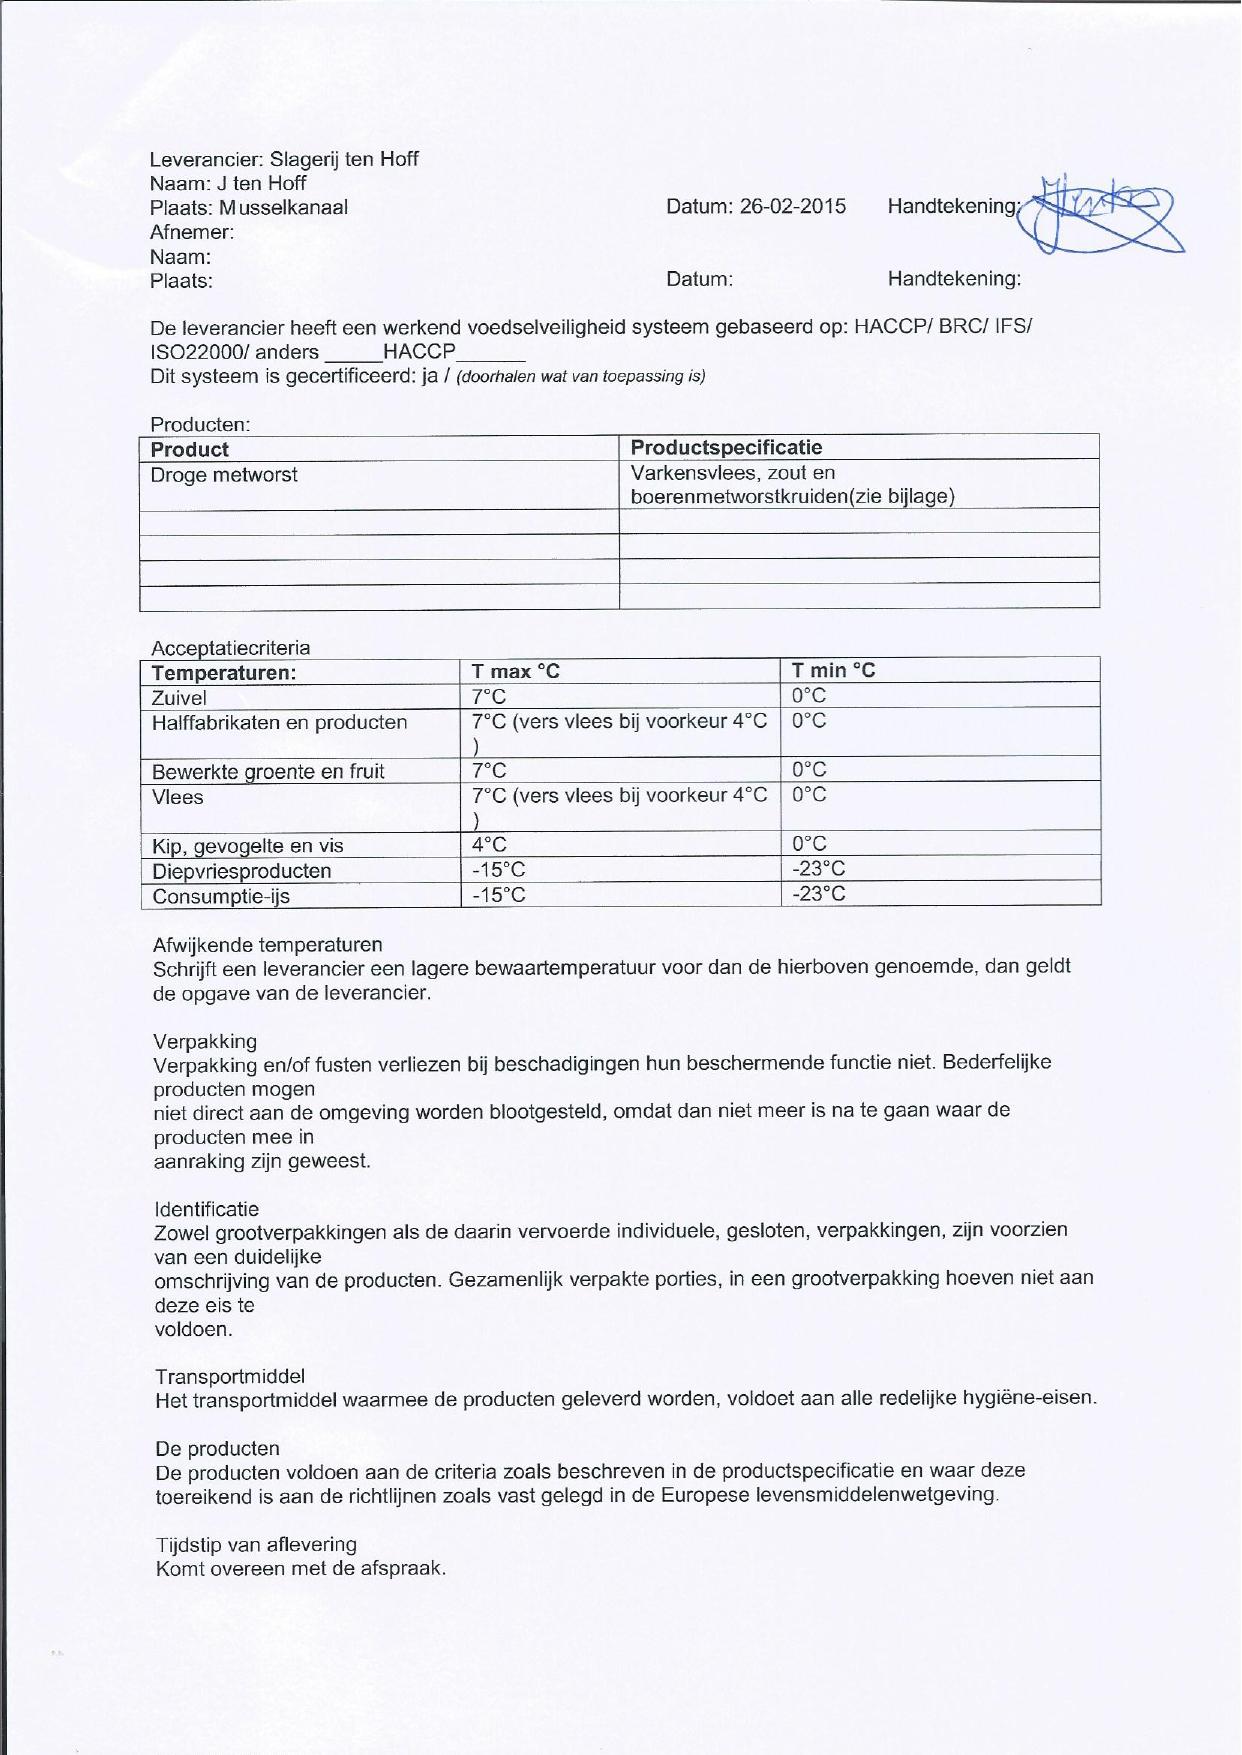 Leverancier: Slagerij ten Hoff
Naam: J ten Hoff
Plaats: Musselkanaal Datum: 26-02-2015 Handtekening:
Afnemer:
Naam:
Plaats: Datum: Handtekening:
De leverancier heeft een werkend voedselveiligheid systeem gebaseerd op: HACCP/ BRC/ IFS/
ISO22000/ anders _____HACCP______
Dit systeem is gecertificeerd: ja / (doorhalen wat van toepassing is)
Producten:
Product Productspecificatie
Droge metworst Varkensvlees, zout en
boerenmetworstkruiden(zie bijlage)
Acceptatiecriteria
Temperaturen: T max °C T min °C
Zuivel 7°C 0°C
Halffabrikaten en producten 7°C (vers vlees bij voorkeur 4°C 0°C
)
Bewerkte groente en fruit 7°C 0°C
Vlees 7°C (vers vlees bij voorkeur 4°C 0°C
)
Kip, gevogelte en vis 4°C 0°C
Diepvriesproducten -15°C -23°C
Consumptie-ijs -15°C -23°C
Afwijkende temperaturen
Schrijft een leverancier een lagere bewaartemperatuur voor dan de hierboven genoemde, dan geldt
de opgave van de leverancier.
Verpakking
Verpakking en/of fusten verliezen bij beschadigingen hun beschermende functie niet. Bederfelijke
producten mogen
niet direct aan de omgeving worden blootgesteld, omdat dan niet meer is na te gaan waar de
producten mee in
aanraking zijn geweest.
Identificatie
Zowel grootverpakkingen als de daarin vervoerde individuele, gesloten, verpakkingen, zijn voorzien
van een duidelijke
omschrijving van de producten. Gezamenlijk verpakte porties, in een grootverpakking hoeven niet aan
deze eis te
voldoen.
Transportmiddel
Het transportmiddel waarmee de producten geleverd worden, voldoet aan alle redelijke hygiëne-eisen.
De producten
De producten voldoen aan de criteria zoals beschreven in de productspecificatie en waar deze
toereikend is aan de richtlijnen zoals vast gelegd in de Europese levensmiddelenwetgeving.
Tijdstip van aflevering
Komt overeen met de afspraak.